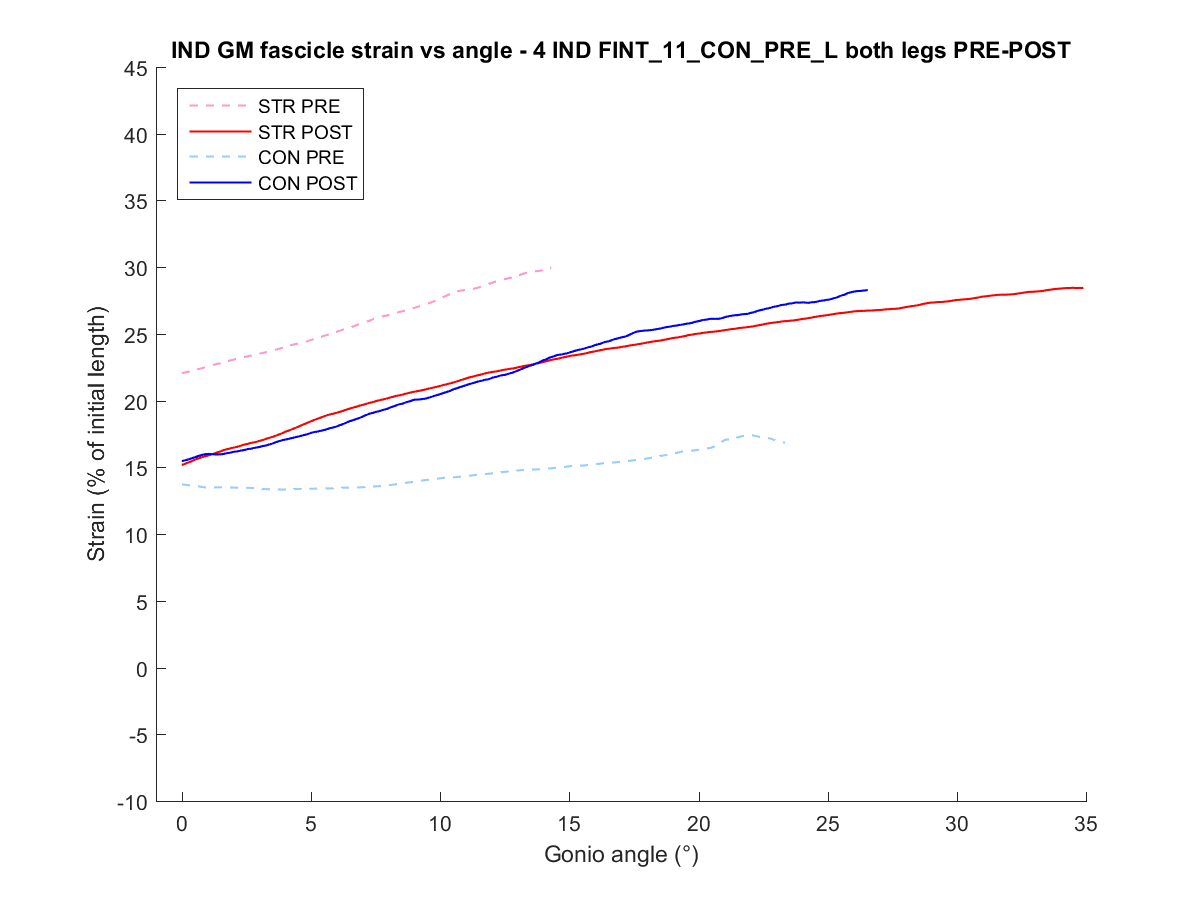 IND GM fascicle strain vs angle - 4 IND FINT_11_CON_PRE_L both legs PRE-POST
STR PRE
STR POST
CON PRE
CON POST
Strain (% of initial length)
45
40
35
30
25
20
15
10
5
0
-5
-10
0 5 10 15 20 25 30 35
Gonio angle (°)